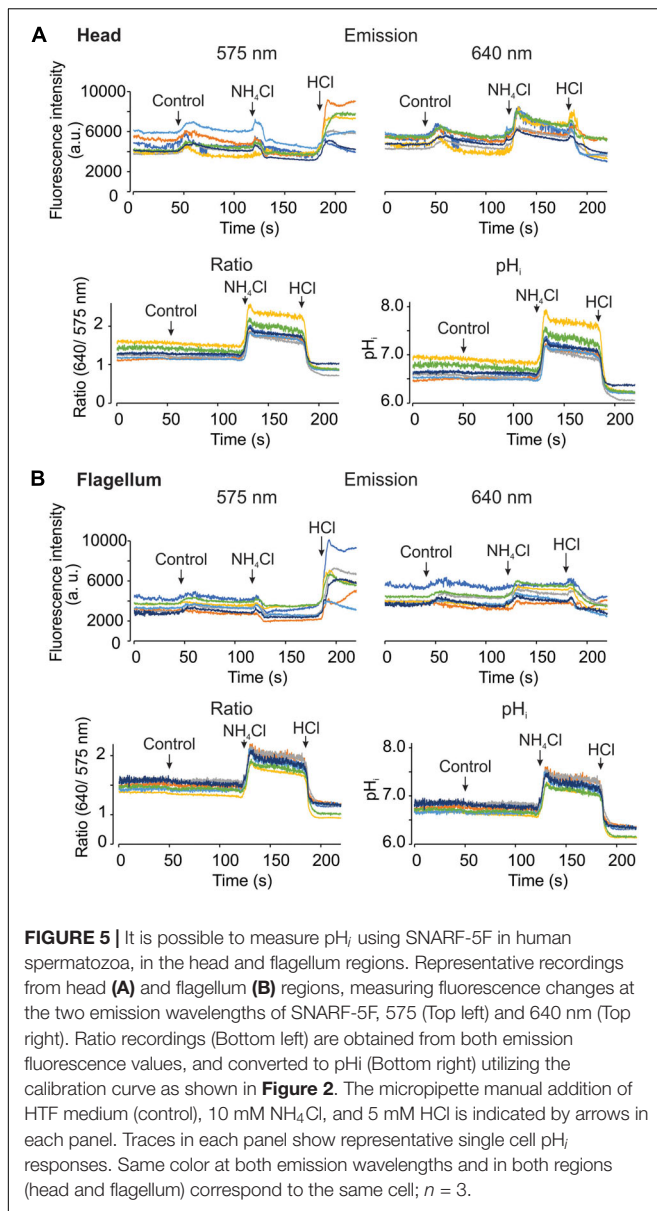 A Head Emission
575 nm 640 nm
Fluorescence intensity
(a.u.)
10000
8000
6000
4000
2000
0
Control NH₄Cl HCl
0 50 100 150 200
Time (s)
Control NH₄Cl HCl
0 50 100 150 200
Time (s)
Ratio
Ratio (640/ 575 nm)
2
1
0
Control NH₄Cl HCl
0 50 100 150 200
Time (s)
pHᵢ
pHᵢ
8.0
7.0
6.0
Control NH₄Cl HCl
0 50 100 150 200
Time (s)
B Flagellum Emission
575 nm 640 nm
Fluorescence intensity
(a. u.)
10000
6000
2000
0
Control NH₄Cl HCl
0 50 100 150 200
Time (s)
Control NH₄Cl HCl
0 50 100 150 200
Time (s)
Ratio
Ratio (640/ 575 nm)
2
1
0
Control NH₄Cl HCl
0 50 100 150 200
Time (s)
pHᵢ
pHᵢ
8.0
7.0
6.0
Control NH₄Cl HCl
0 50 100 150 200
Time (s)
FIGURE 5 | It is possible to measure pHᵢ using SNARF-5F in human
spermatozoa, in the head and flagellum regions. Representative recordings
from head (A) and flagellum (B) regions, measuring fluorescence changes at
the two emission wavelengths of SNARF-5F, 575 (Top left) and 640 nm (Top
right). Ratio recordings (Bottom left) are obtained from both emission
fluorescence values, and converted to pHi (Bottom right) utilizing the
calibration curve as shown in Figure 2. The micropipette manual addition of
HTF medium (control), 10 mM NH₄Cl, and 5 mM HCl is indicated by arrows in
each panel. Traces in each panel show representative single cell pHᵢ
responses. Same color at both emission wavelengths and in both regions
(head and flagellum) correspond to the same cell; n = 3.